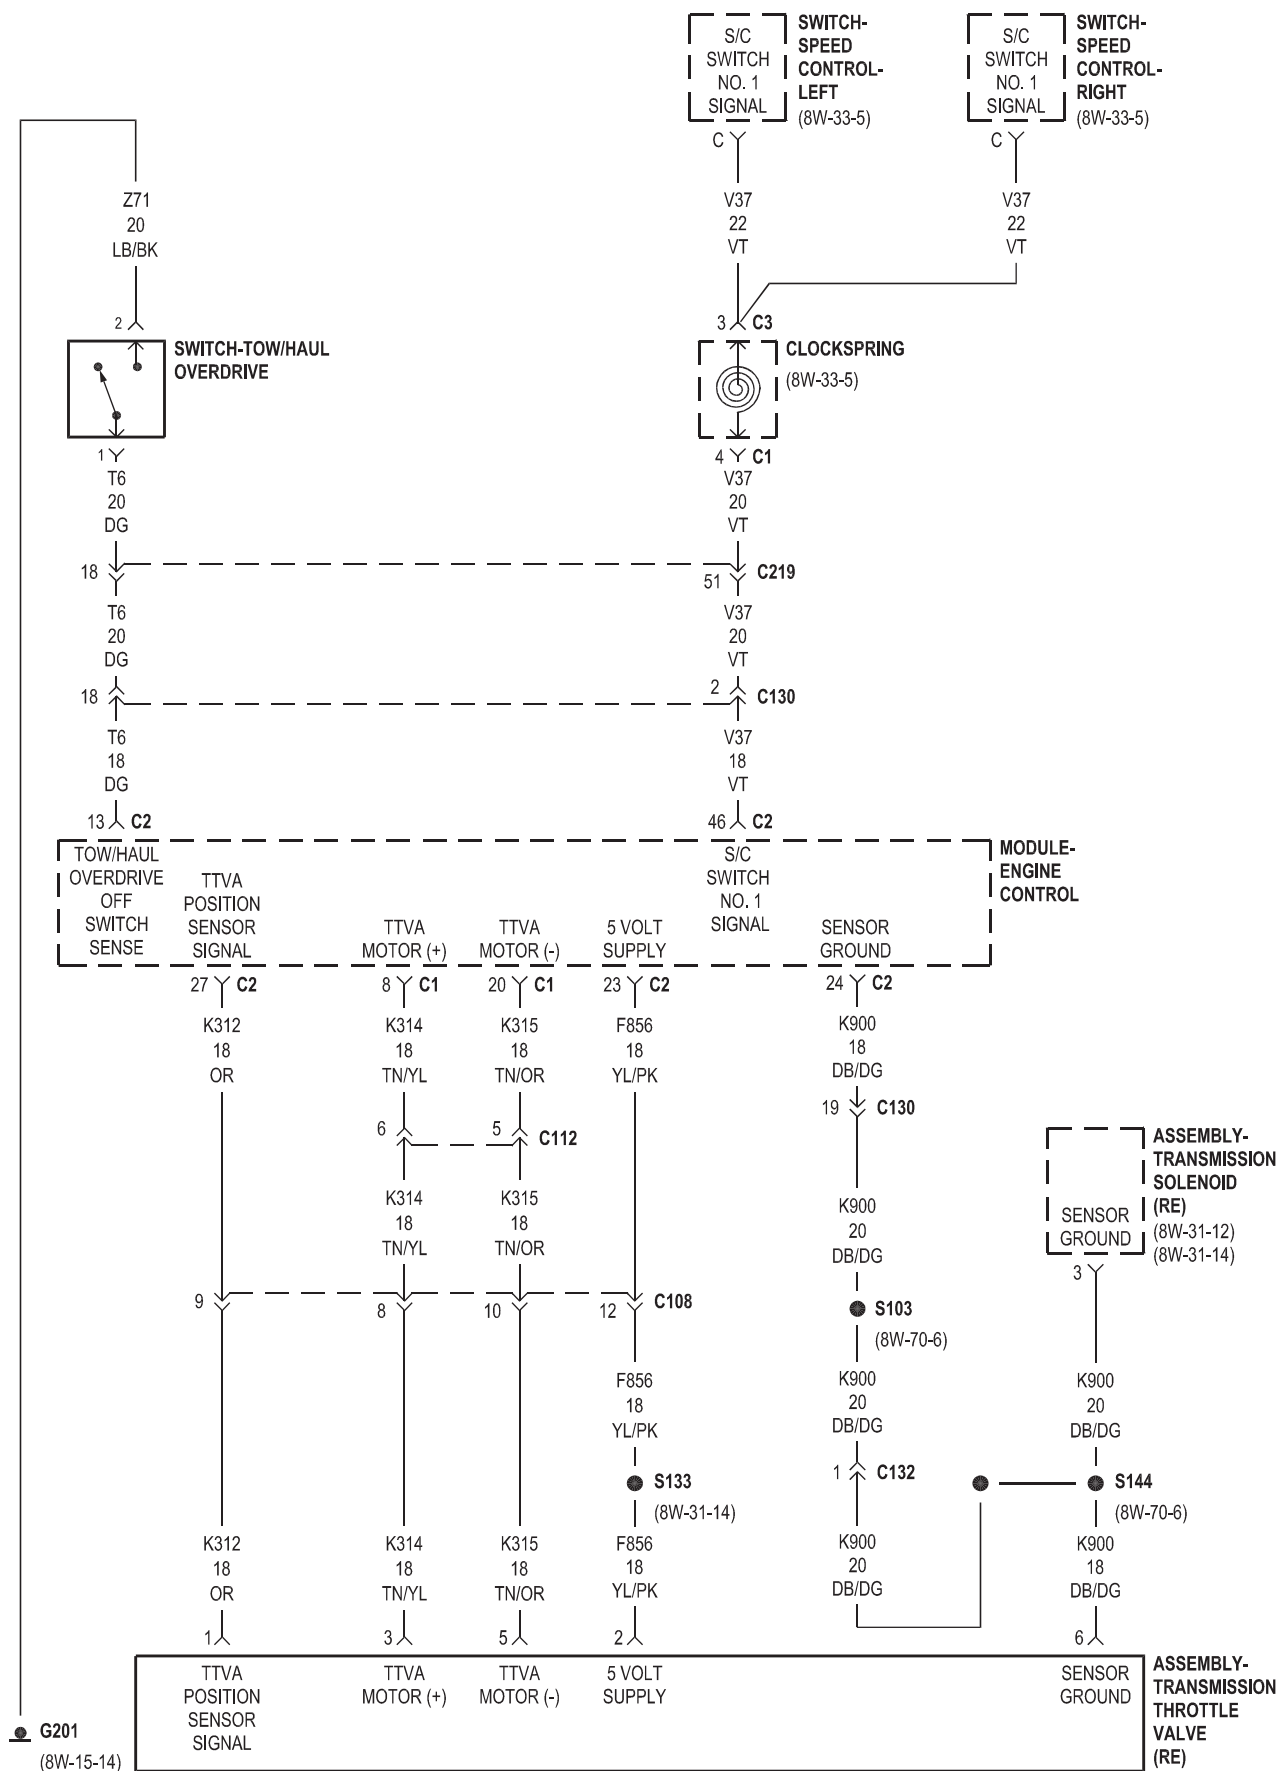 S/C
SWITCH
NO. 1
SIGNAL
SWITCH-
SPEED
CONTROL-
LEFT
(8W-33-5)
S/C
SWITCH
NO. 1
SIGNAL
SWITCH-
SPEED
CONTROL-
RIGHT
(8W-33-5)
C
C
Z71
20
LB/BK
V37
22
VT
V37
22
VT
2
SWITCH-TOW/HAUL
OVERDRIVE
3 C3
CLOCKSPRING
(8W-33-5)
1
T6
20
DG
4 C1
V37
20
VT
18
51
C219
T6
20
DG
V37
20
VT
18
2
C130
T6
18
DG
V37
18
VT
13 C2
46 C2
TOW/HAUL
OVERDRIVE
OFF
SWITCH
SENSE
TTVA
POSITION
SENSOR
SIGNAL
TTVA
MOTOR (+)
TTVA
MOTOR (-)
5 VOLT
SUPPLY
S/C
SWITCH
NO. 1
SIGNAL
SENSOR
GROUND
MODULE-
ENGINE
CONTROL
27 C2
8 C1
20 C1
23 C2
24 C2
K312
18
OR
K314
18
TN/YL
K315
18
TN/OR
F856
18
YL/PK
K900
18
DB/DG
19 C130
6
5
C112
K314
18
TN/YL
K315
18
TN/OR
K900
20
DB/DG
SENSOR
GROUND
ASSEMBLY-
TRANSMISSION
SOLENOID
(RE)
(8W-31-12)
(8W-31-14)
3
9
8
10
12
C108
S103
(8W-70-6)
F856
18
YL/PK
K900
20
DB/DG
K900
20
DB/DG
S133
(8W-31-14)
1 C132
S144
(8W-70-6)
K312
18
OR
K314
18
TN/YL
K315
18
TN/OR
F856
18
YL/PK
K900
20
DB/DG
K900
18
DB/DG
1
3
5
2
6
TTVA
POSITION
SENSOR
SIGNAL
TTVA
MOTOR (+)
TTVA
MOTOR (-)
5 VOLT
SUPPLY
SENSOR
GROUND
ASSEMBLY-
TRANSMISSION
THROTTLE
VALVE
(RE)
G201
(8W-15-14)